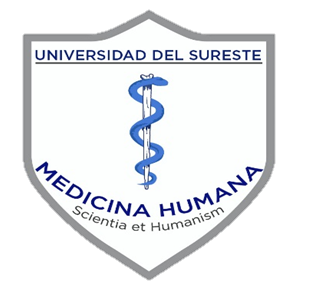 UNIVERSIDAD DEL SURESTE
MEDICINA HUMANA
Scientia et Humanism